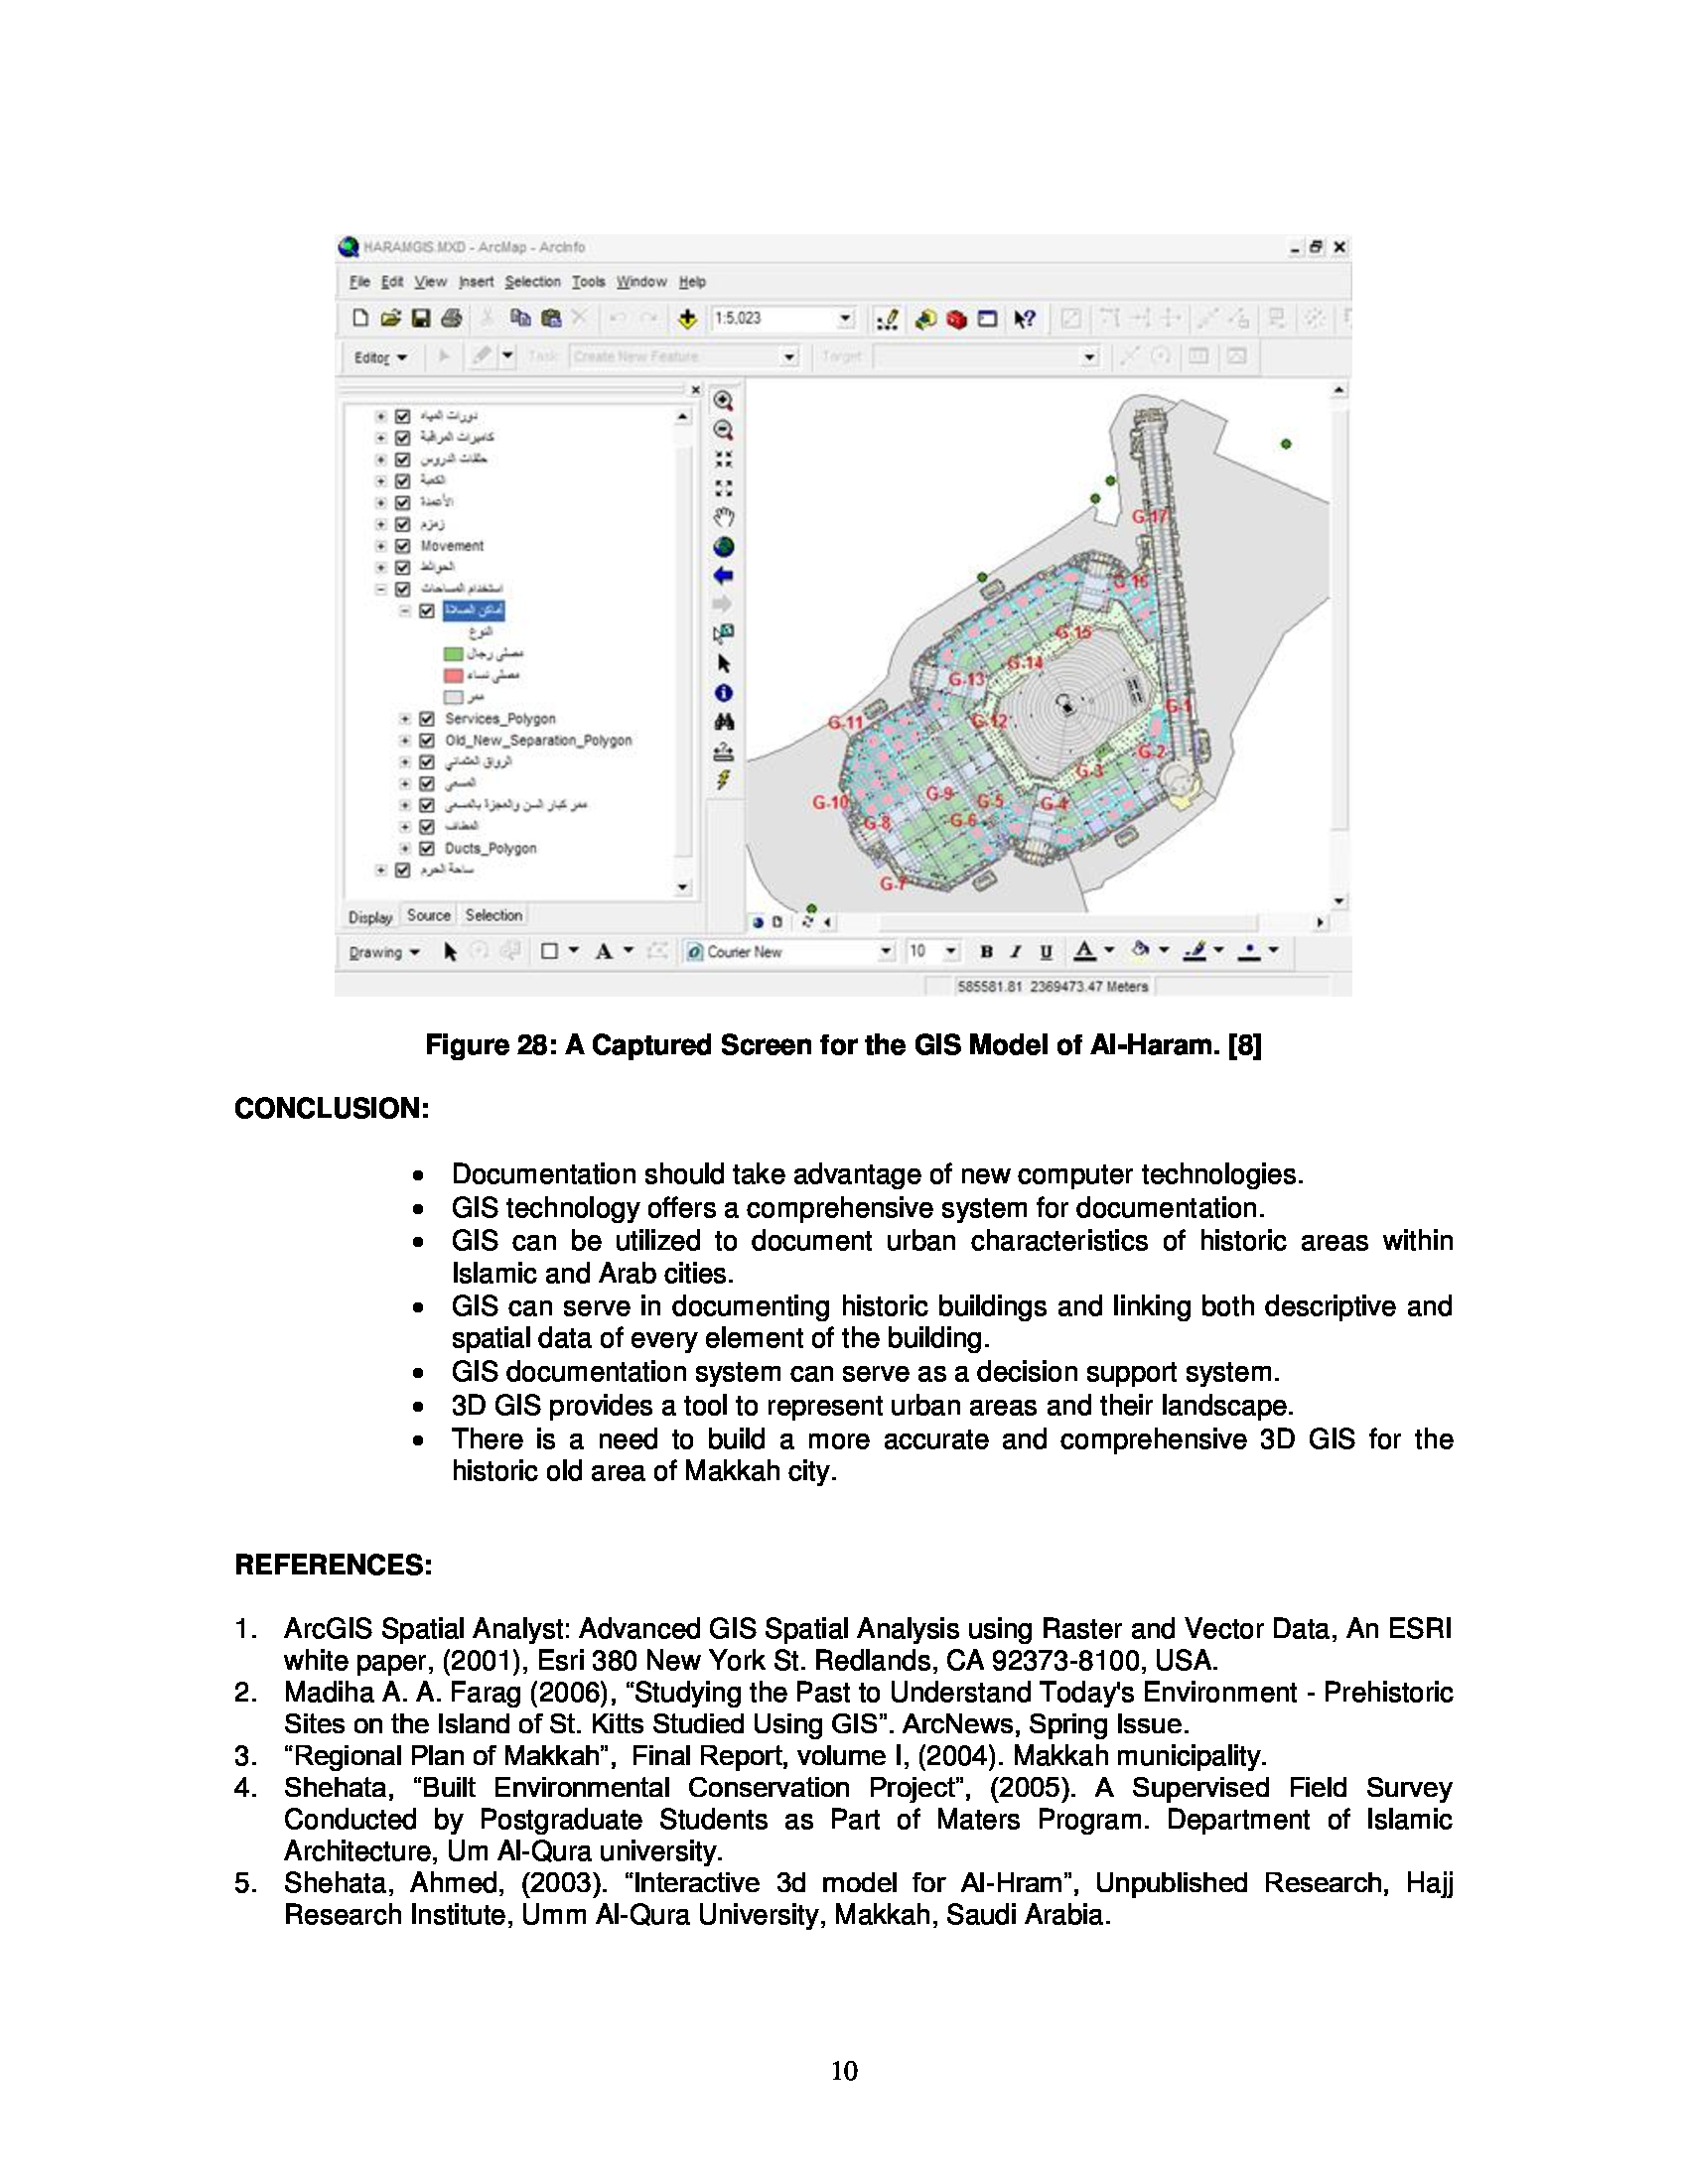 HARAMGIS.MXD - ArcMap - ArcInfo
File Edit View Insert Selection Tools Window Help
1:5,023
Editor Task: Create New Feature Target:
دورات المياه
كاميرات المراقبة
حلقات الدروس
الكعبة
الأعمدة
زمزم
Movement
الحوائط
استخدام المساحات
أماكن الصلاة
النوع
مصلى رجال
مصلى نساء
ممر
Services_Polygon
Old_New_Separation_Polygon
الرواق العثماني
المسعى
ممر كبار السن والعجزة بالمسعى
المطاف
Ducts_Polygon
ساحة الحرم
Display Source Selection
G-17
G-16
G-15
G-14
G-13
G-12
G-11
G-1
G-2
G-3
G-4
G-5
G-9
G-10
G-6
G-8
G-7
Drawing A Courier New 10 B I U A
585581.81 2369473.47 Meters
Figure 28: A Captured Screen for the GIS Model of Al-Haram. [8]
CONCLUSION:
• Documentation should take advantage of new computer technologies.
• GIS technology offers a comprehensive system for documentation.
• GIS can be utilized to document urban characteristics of historic areas within
Islamic and Arab cities.
• GIS can serve in documenting historic buildings and linking both descriptive and
spatial data of every element of the building.
• GIS documentation system can serve as a decision support system.
• 3D GIS provides a tool to represent urban areas and their landscape.
• There is a need to build a more accurate and comprehensive 3D GIS for the
historic old area of Makkah city.
REFERENCES:
1. ArcGIS Spatial Analyst: Advanced GIS Spatial Analysis using Raster and Vector Data, An ESRI
white paper, (2001), Esri 380 New York St. Redlands, CA 92373-8100, USA.
2. Madiha A. A. Farag (2006), “Studying the Past to Understand Today's Environment - Prehistoric
Sites on the Island of St. Kitts Studied Using GIS”. ArcNews, Spring Issue.
3. “Regional Plan of Makkah”, Final Report, volume I, (2004). Makkah municipality.
4. Shehata, “Built Environmental Conservation Project”, (2005). A Supervised Field Survey
Conducted by Postgraduate Students as Part of Maters Program. Department of Islamic
Architecture, Um Al-Qura university.
5. Shehata, Ahmed, (2003). “Interactive 3d model for Al-Hram”, Unpublished Research, Hajj
Research Institute, Umm Al-Qura University, Makkah, Saudi Arabia.
10